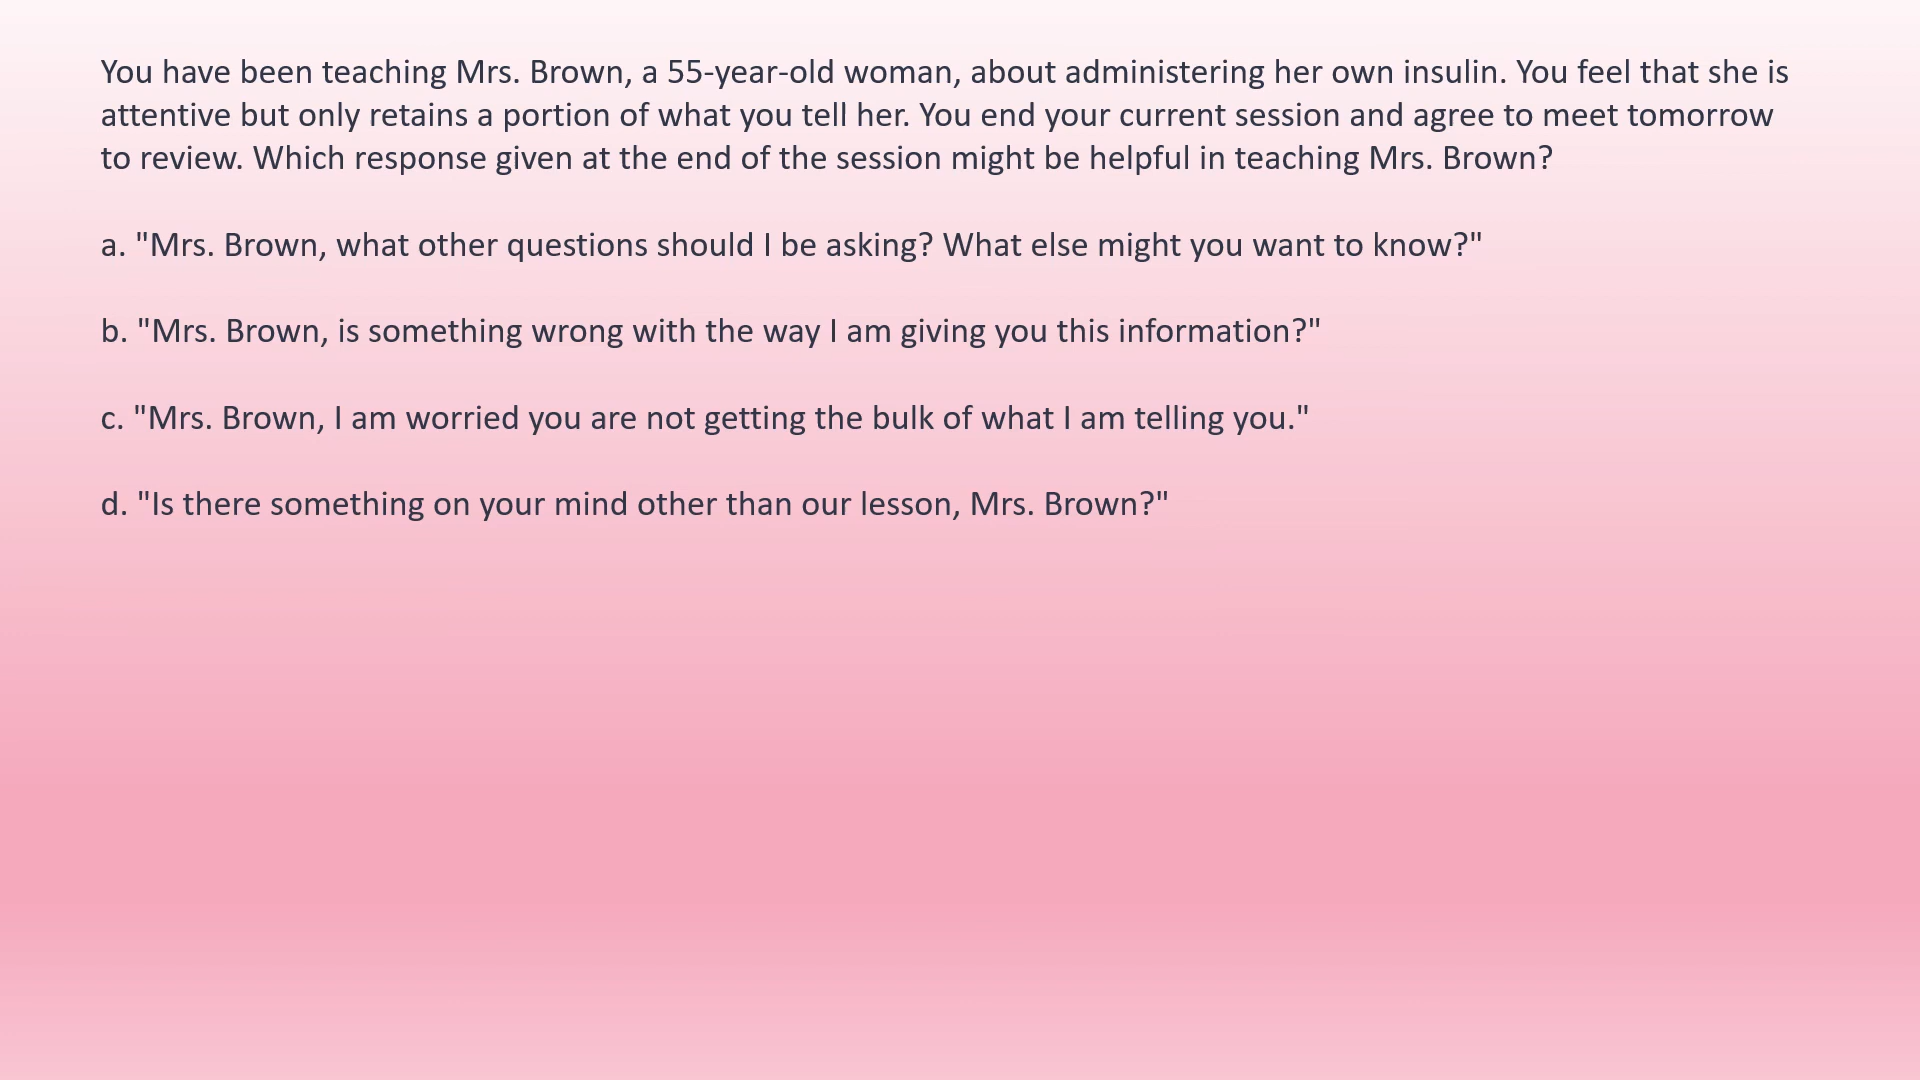 You have been teaching Mrs. Brown, a 55-year-old woman, about administering her own insulin. You feel that she is
attentive but only retains a portion of what you tell her. You end your current session and agree to meet tomorrow
to review. Which response given at the end of the session might be helpful in teaching Mrs. Brown?
a. "Mrs. Brown, what other questions should I be asking? What else might you want to know?"
b. "Mrs. Brown, is something wrong with the way I am giving you this information?"
c. "Mrs. Brown, I am worried you are not getting the bulk of what I am telling you."
d. "Is there something on your mind other than our lesson, Mrs. Brown?"